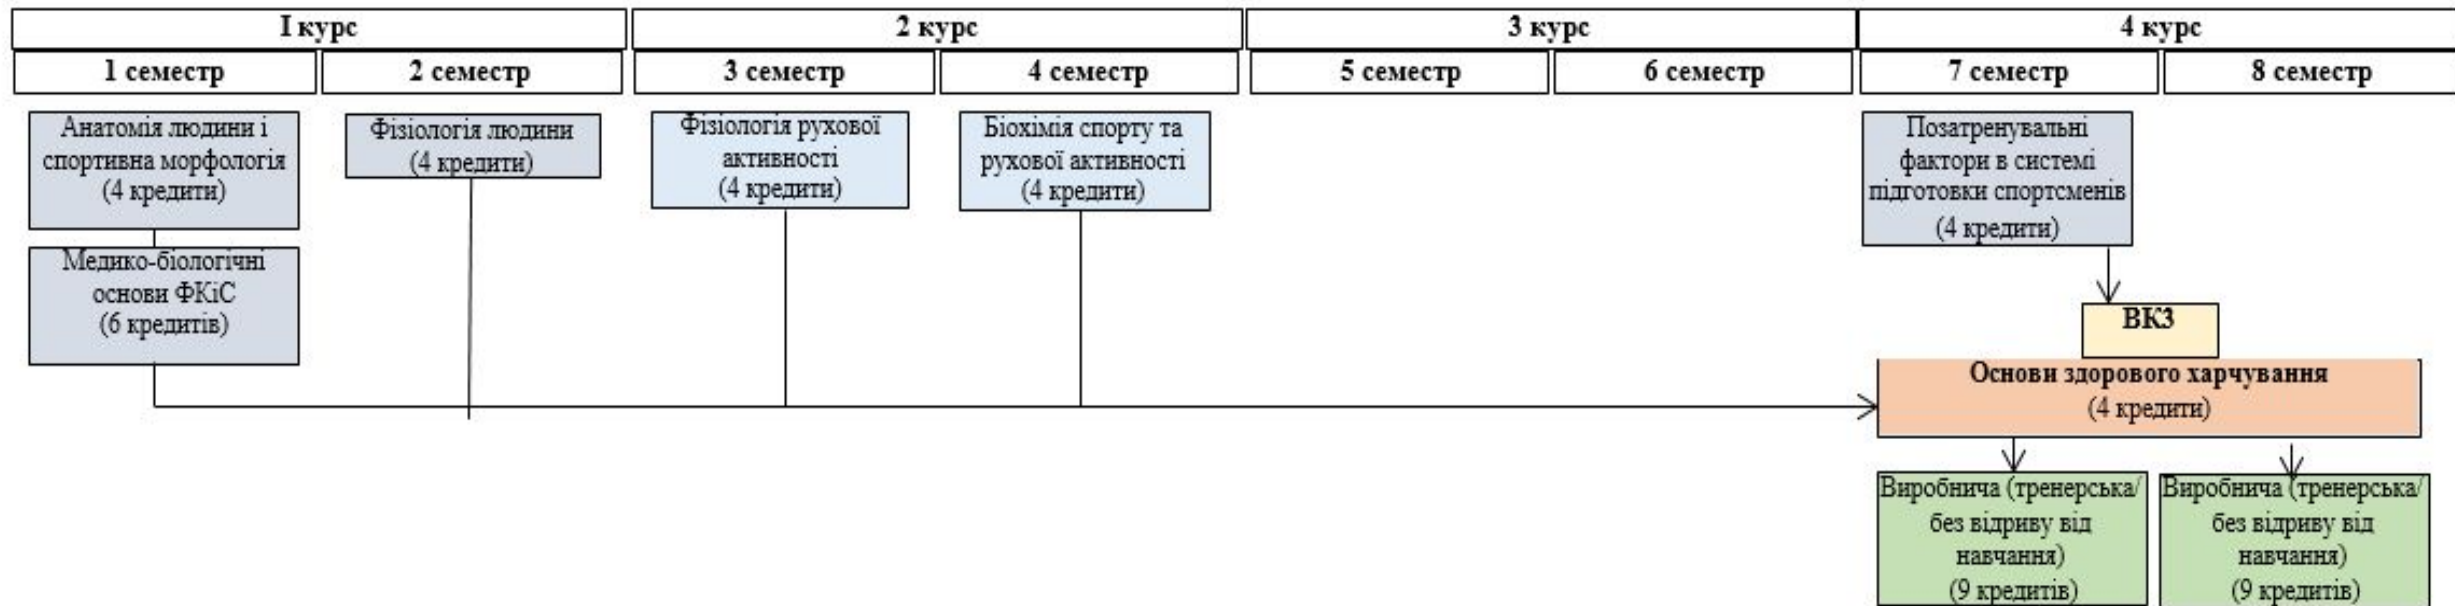 I курс
2 курс
3 курс
4 курс
1 семестр
2 семестр
3 семестр
4 семестр
5 семестр
6 семестр
7 семестр
8 семестр
Анатомія людини і
спортивна морфологія
(4 кредити)
Медико-біологічні
основи ФКіС
(6 кредитів)
Фізіологія людини
(4 кредити)
Фізіологія рухової
активності
(4 кредити)
Біохімія спорту та
рухової активності
(4 кредити)
Позатренувальні
фактори в системі
підготовки спортсменів
(4 кредити)
ВК3
Основи здорового харчування
(4 кредити)
Виробнича (тренерська/
без відриву від
навчання)
(9 кредитів)
Виробнича (тренерська/
без відриву від
навчання)
(9 кредитів)